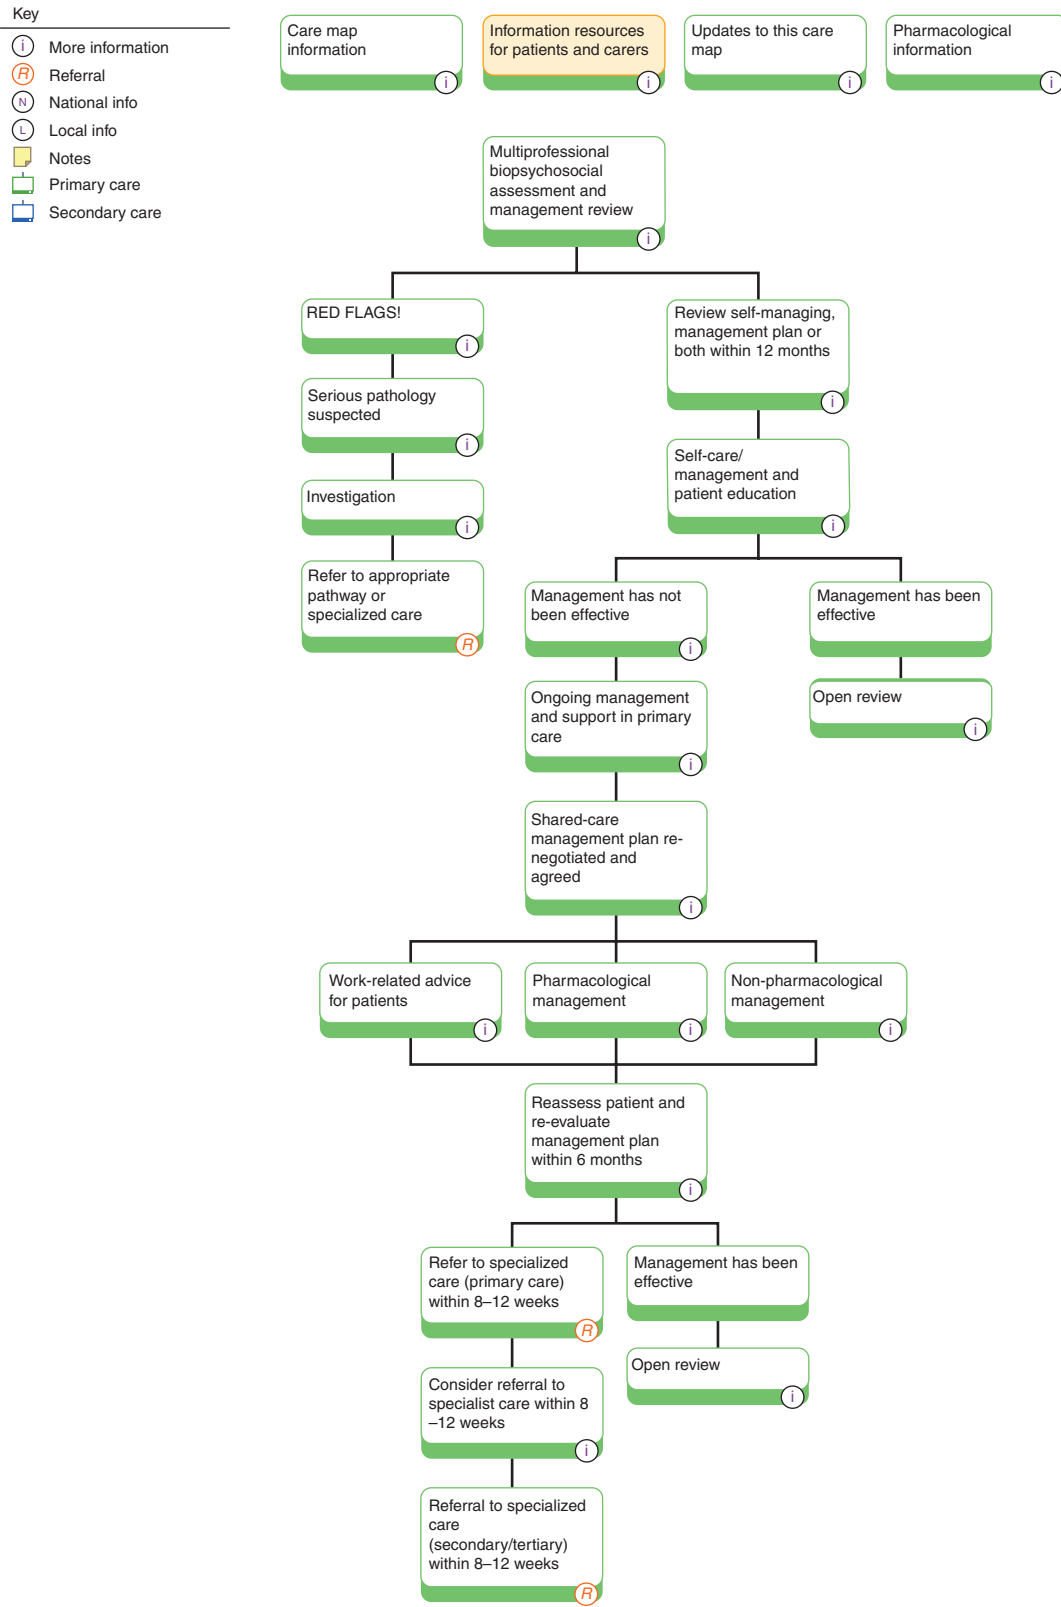 Key
i More information
R Referral
N National info
L Local info
Notes
Primary care
Secondary care
Care map
information
i
Information resources
for patients and carers
i
Updates to this care
map
i
Pharmacological
information
i
Multiprofessional
biopsychosocial
assessment and
management review
i
RED FLAGS!
i
Serious pathology
suspected
i
Investigation
i
Refer to appropriate
pathway or
specialized care
R
Review self-managing,
management plan or
both within 12 months
i
Self-care/
management and
patient education
i
Management has not
been effective
i
Management has been
effective
Open review
i
Ongoing management
and support in primary
care
i
Shared-care
management plan re-
negotiated and
agreed
i
Work-related advice
for patients
i
Pharmacological
management
i
Non-pharmacological
management
i
Reassess patient and
re-evaluate
management plan
within 6 months
i
Refer to specialized
care (primary care)
within 8–12 weeks
R
Management has been
effective
Open review
i
Consider referral to
specialist care within 8
–12 weeks
i
Referral to specialized
care
(secondary/tertiary)
within 8–12 weeks
R